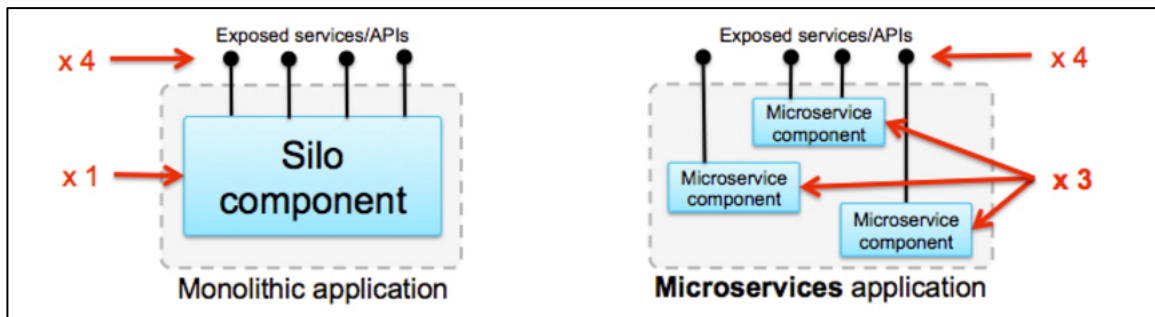 Exposed services/APIs
x 4
Silo
component
x 1
Monolithic application
Exposed services/APIs
x 4
Microservice
component
Microservice
component
x 3
Microservice
component
Microservices application